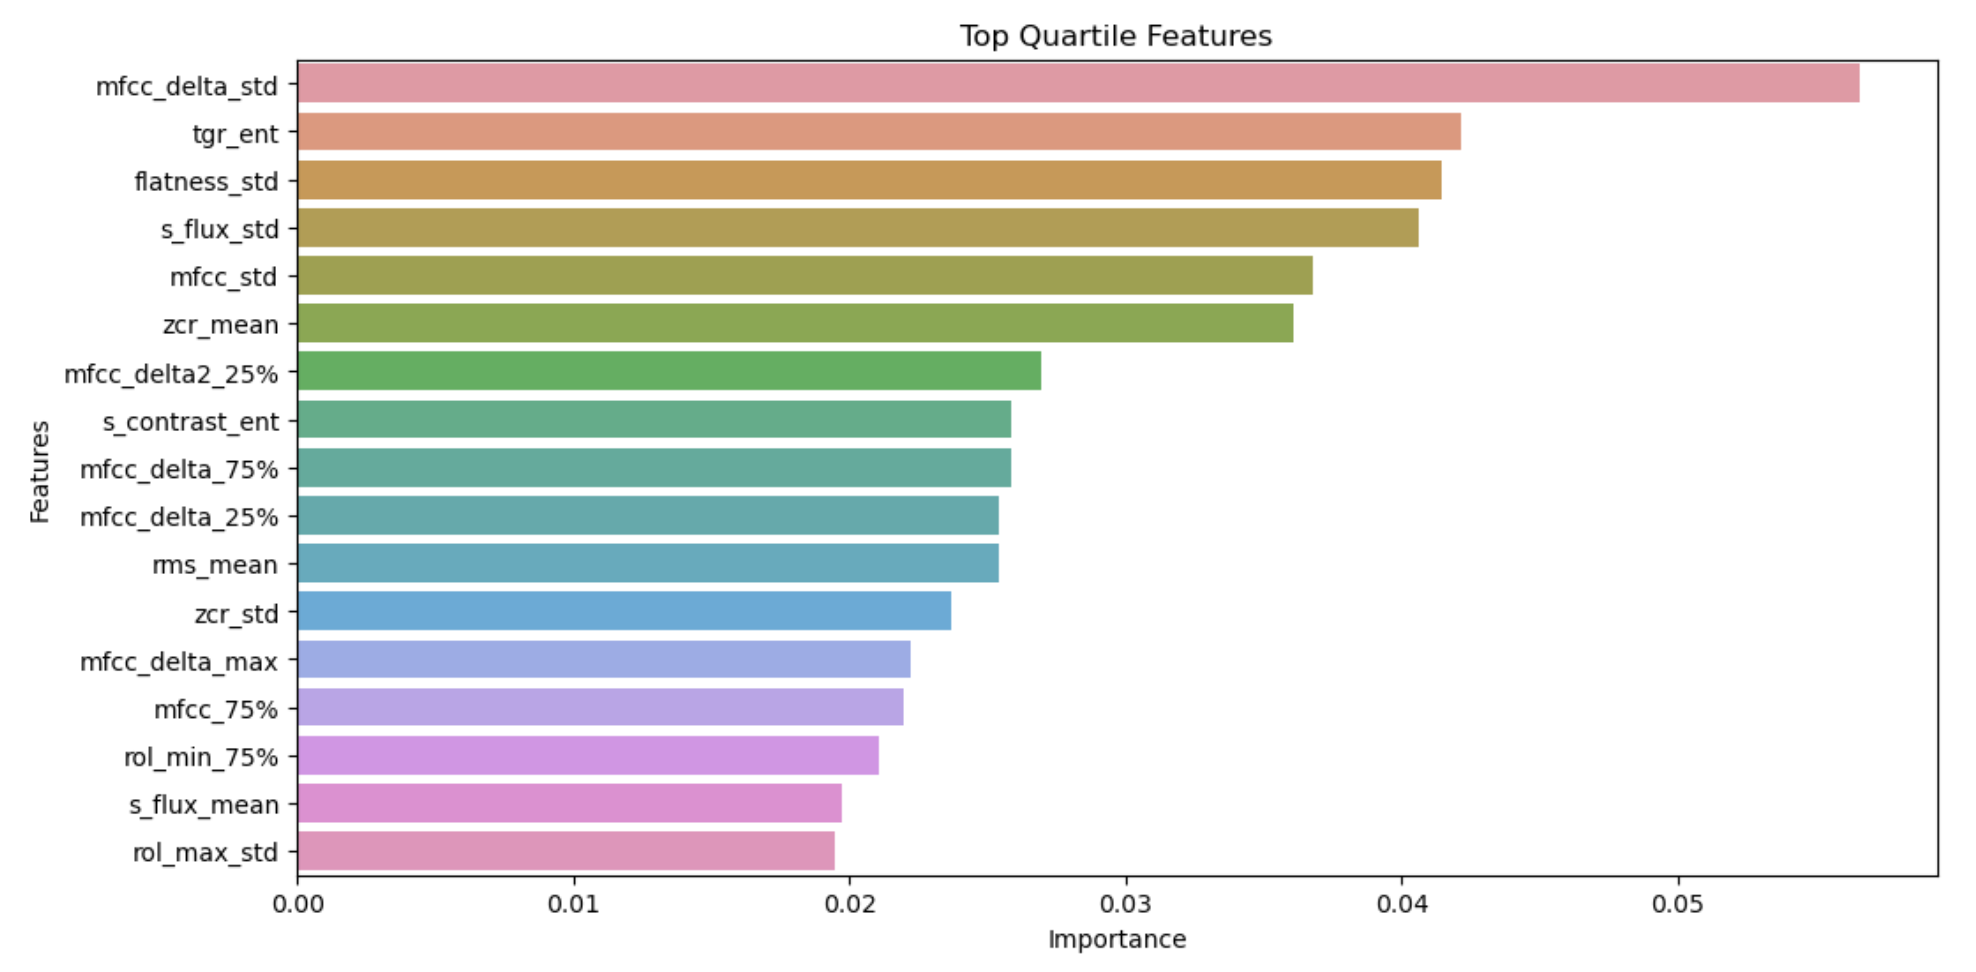 Top Quartile Features
mfcc_delta_std
tgr_ent
flatness_std
s_flux_std
mfcc_std
zcr_mean
mfcc_delta2_25%
s_contrast_ent
mfcc_delta_75%
mfcc_delta_25%
rms_mean
zcr_std
mfcc_delta_max
mfcc_75%
rol_min_75%
s_flux_mean
rol_max_std
Features
0.00 0.01 0.02 0.03 0.04 0.05
Importance